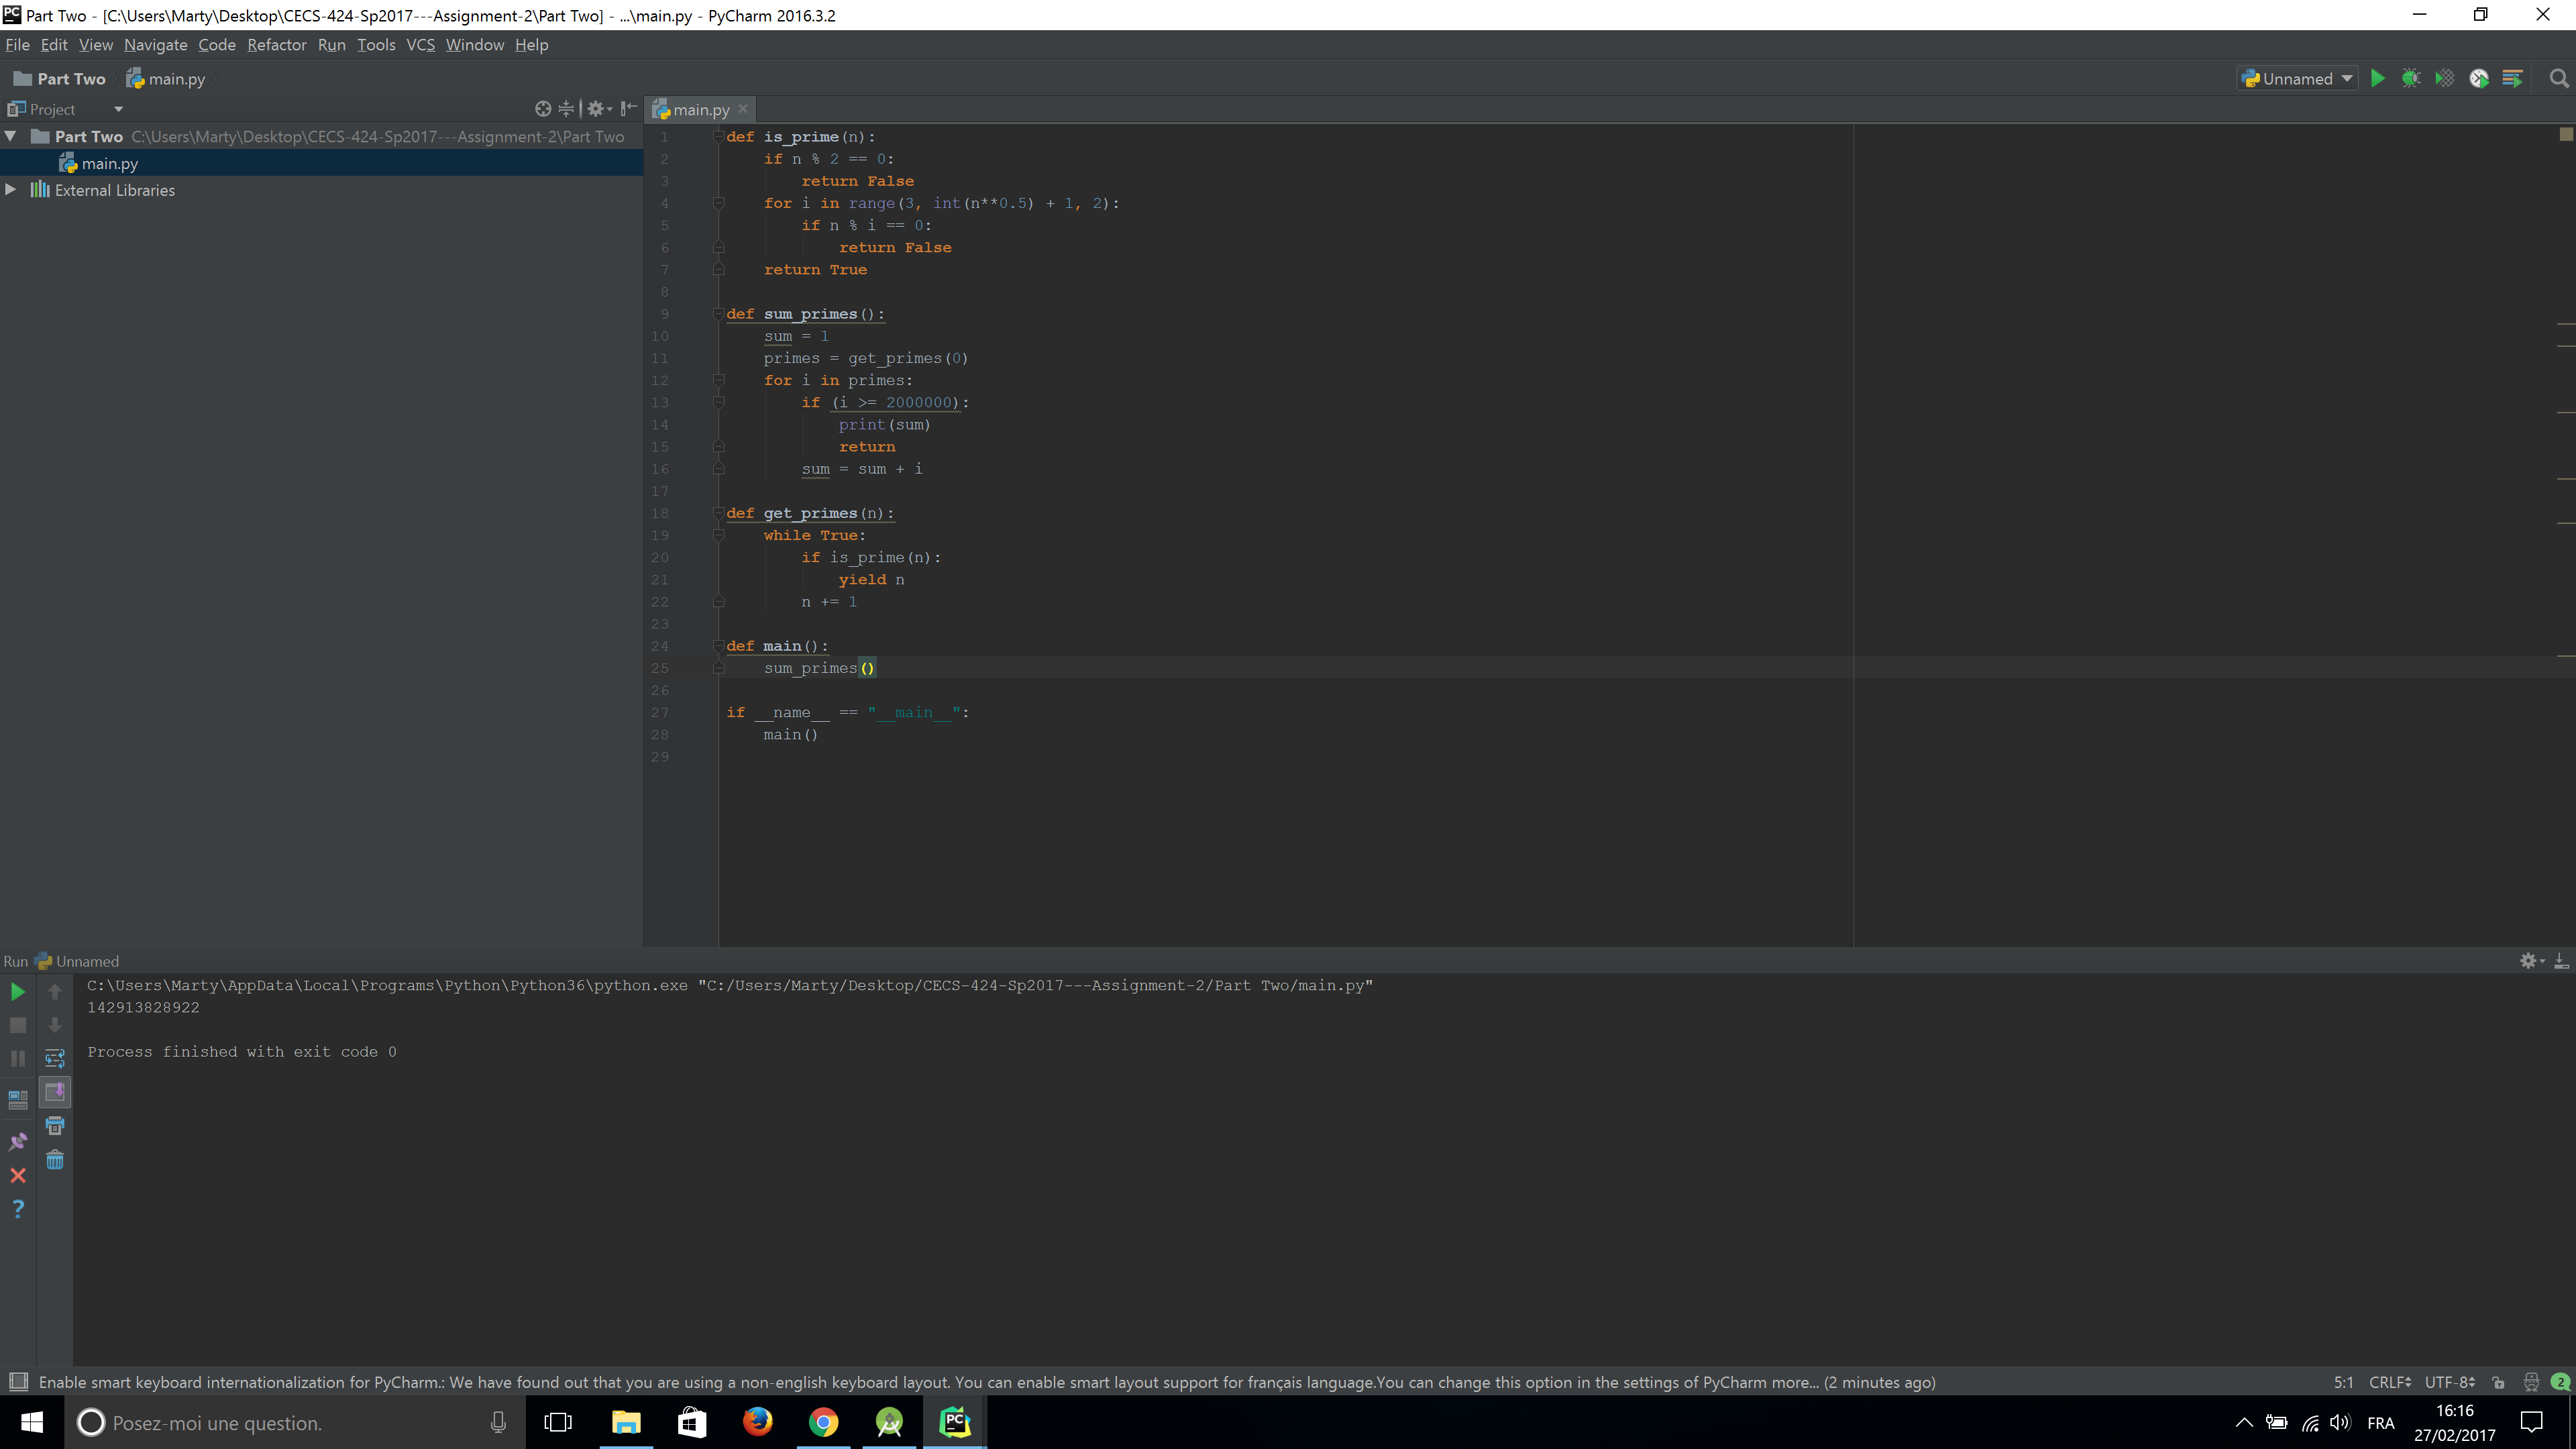 Part Two - [C:\Users\Marty\Desktop\CECS-424-Sp2017---Assignment-2\Part Two] - ...\main.py - PyCharm 2016.3.2
File Edit View Navigate Code Refactor Run Tools VCS Window Help
Part Two main.py
Unnamed
Project
main.py
Part Two C:\Users\Marty\Desktop\CECS-424-Sp2017---Assignment-2\Part Two
main.py
External Libraries
1 def is_prime(n):
2     if n % 2 == 0:
3         return False
4     for i in range(3, int(n**0.5) + 1, 2):
5         if n % i == 0:
6             return False
7     return True
8
9 def sum_primes():
10     sum = 1
11     primes = get_primes(0)
12     for i in primes:
13         if (i >= 2000000):
14             print(sum)
15             return
16         sum = sum + i
17
18 def get_primes(n):
19     while True:
20         if is_prime(n):
21             yield n
22         n += 1
23
24 def main():
25     sum_primes()
26
27 if __name__ == "__main__":
28     main()
29
Run Unnamed
C:\Users\Marty\AppData\Local\Programs\Python\Python36\python.exe "C:/Users/Marty/Desktop/CECS-424-Sp2017---Assignment-2/Part Two/main.py"
142913828922
Process finished with exit code 0
Enable smart keyboard internationalization for PyCharm.: We have found out that you are using a non-english keyboard layout. You can enable smart layout support for français language.You can change this option in the settings of PyCharm more... (2 minutes ago)
5:1 CRLF UTF-8 2
Posez-moi une question.
PC
FRA
16:16
27/02/2017